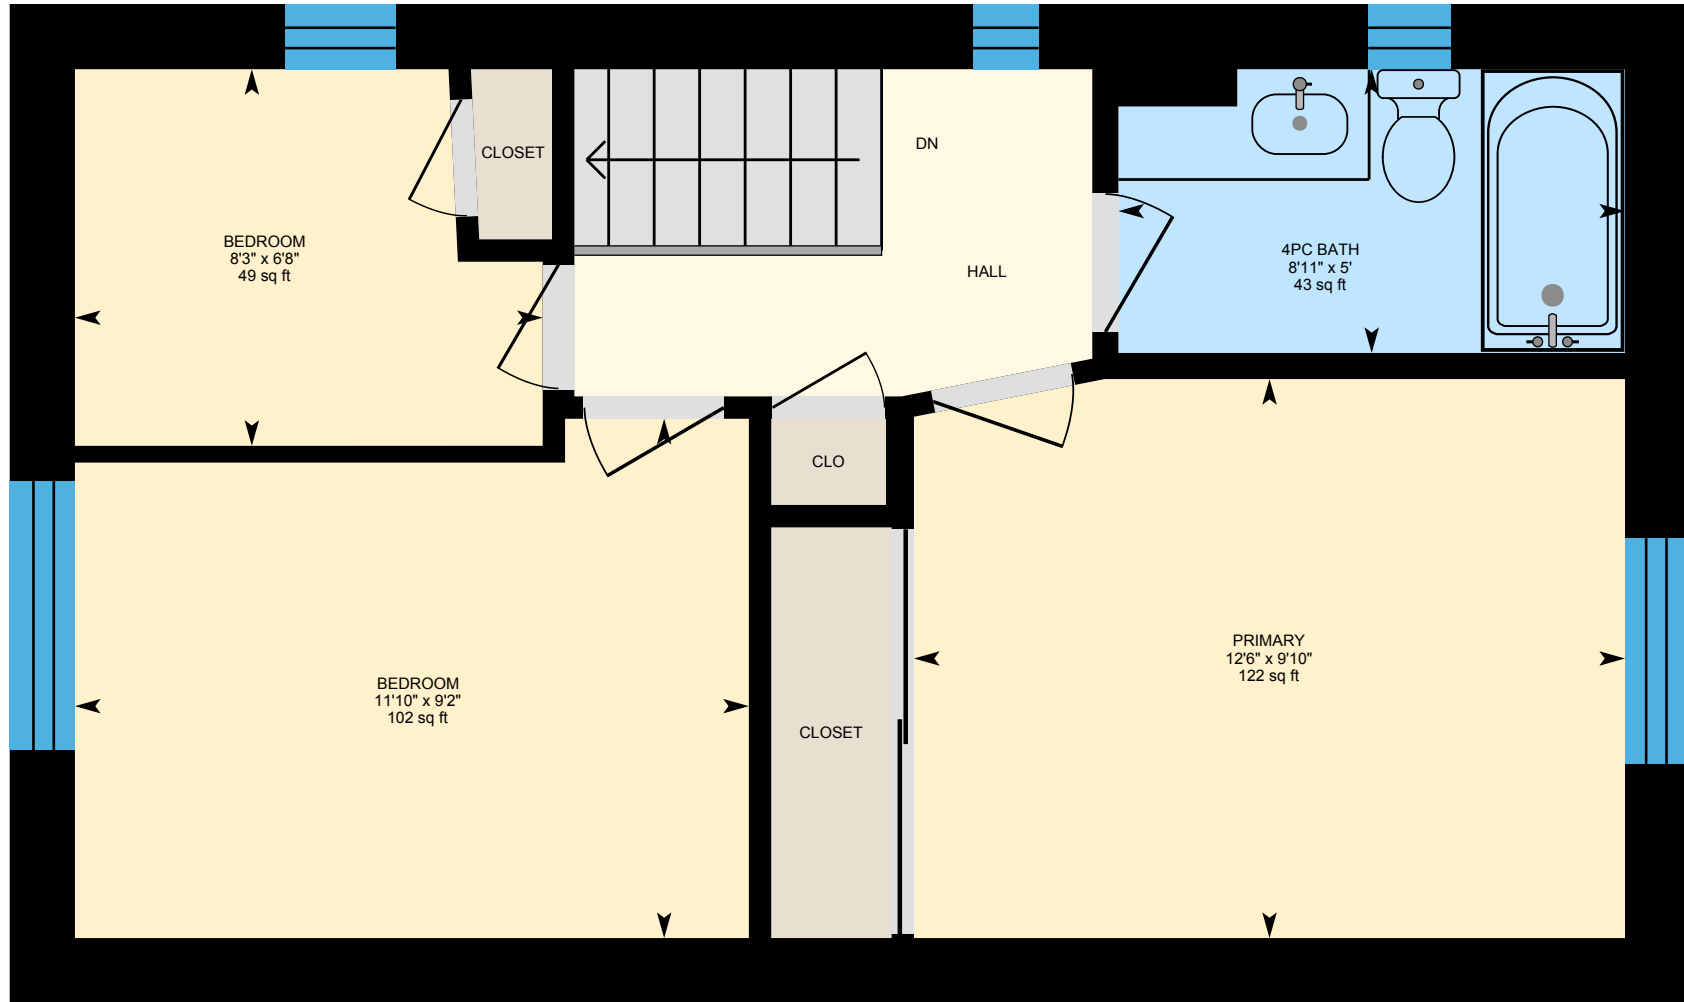 CLOSET
DN
BEDROOM
8'3" x 6'8"
49 sq ft
HALL
4PC BATH
8'11" x 5'
43 sq ft
CLO
PRIMARY
12'6" x 9'10"
122 sq ft
BEDROOM
11'10" x 9'2"
102 sq ft
CLOSET